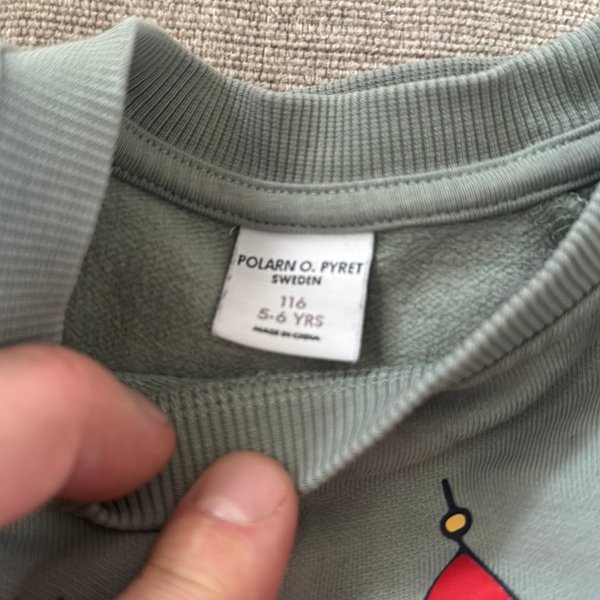 POLARN O. PYRET
SWEDEN
116
5-6 YRS
MADE IN CHINA